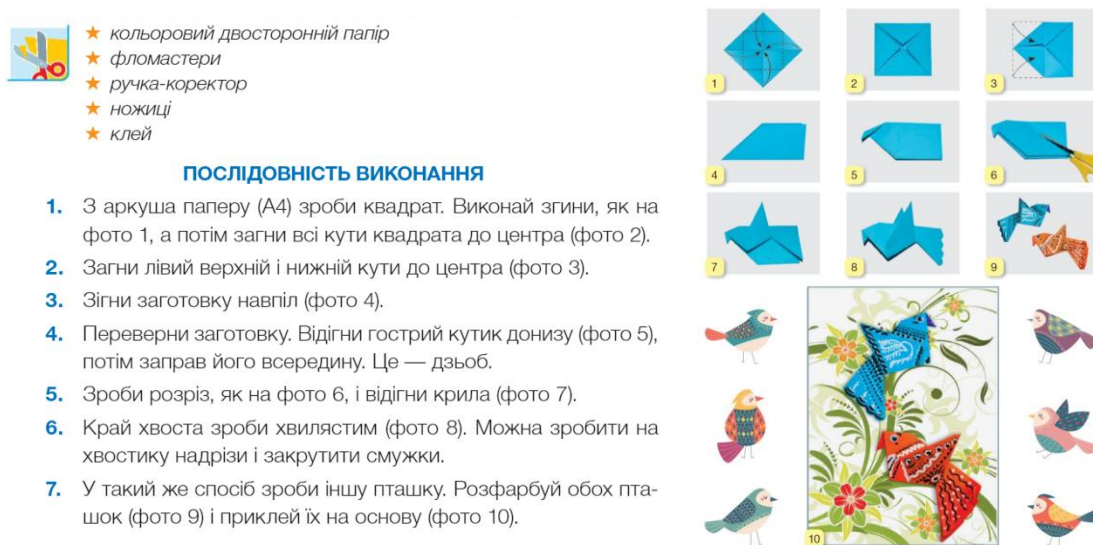 ★ кольоровий двосторонній папір
★ фломастери
★ ручка-коректор
★ ножиці
★ клей
ПОСЛІДОВНІСТЬ ВИКОНАННЯ
1. З аркуша паперу (А4) зроби квадрат. Виконай згини, як на
фото 1, а потім загни всі кути квадрата до центра (фото 2).
2. Загни лівий верхній і нижній кути до центра (фото 3).
3. Зігни заготовку навпіл (фото 4).
4. Переверни заготовку. Відігни гострий кутик донизу (фото 5),
потім заправ його всередину. Це — дзьоб.
5. Зроби розріз, як на фото 6, і відігни крила (фото 7).
6. Край хвоста зроби хвилястим (фото 8). Можна зробити на
хвостику надрізи і закрутити смужки.
7. У такий же спосіб зроби іншу пташку. Розфарбуй обох пта-
шок (фото 9) і приклей їх на основу (фото 10).
1
2
3
4
5
6
7
8
9
10